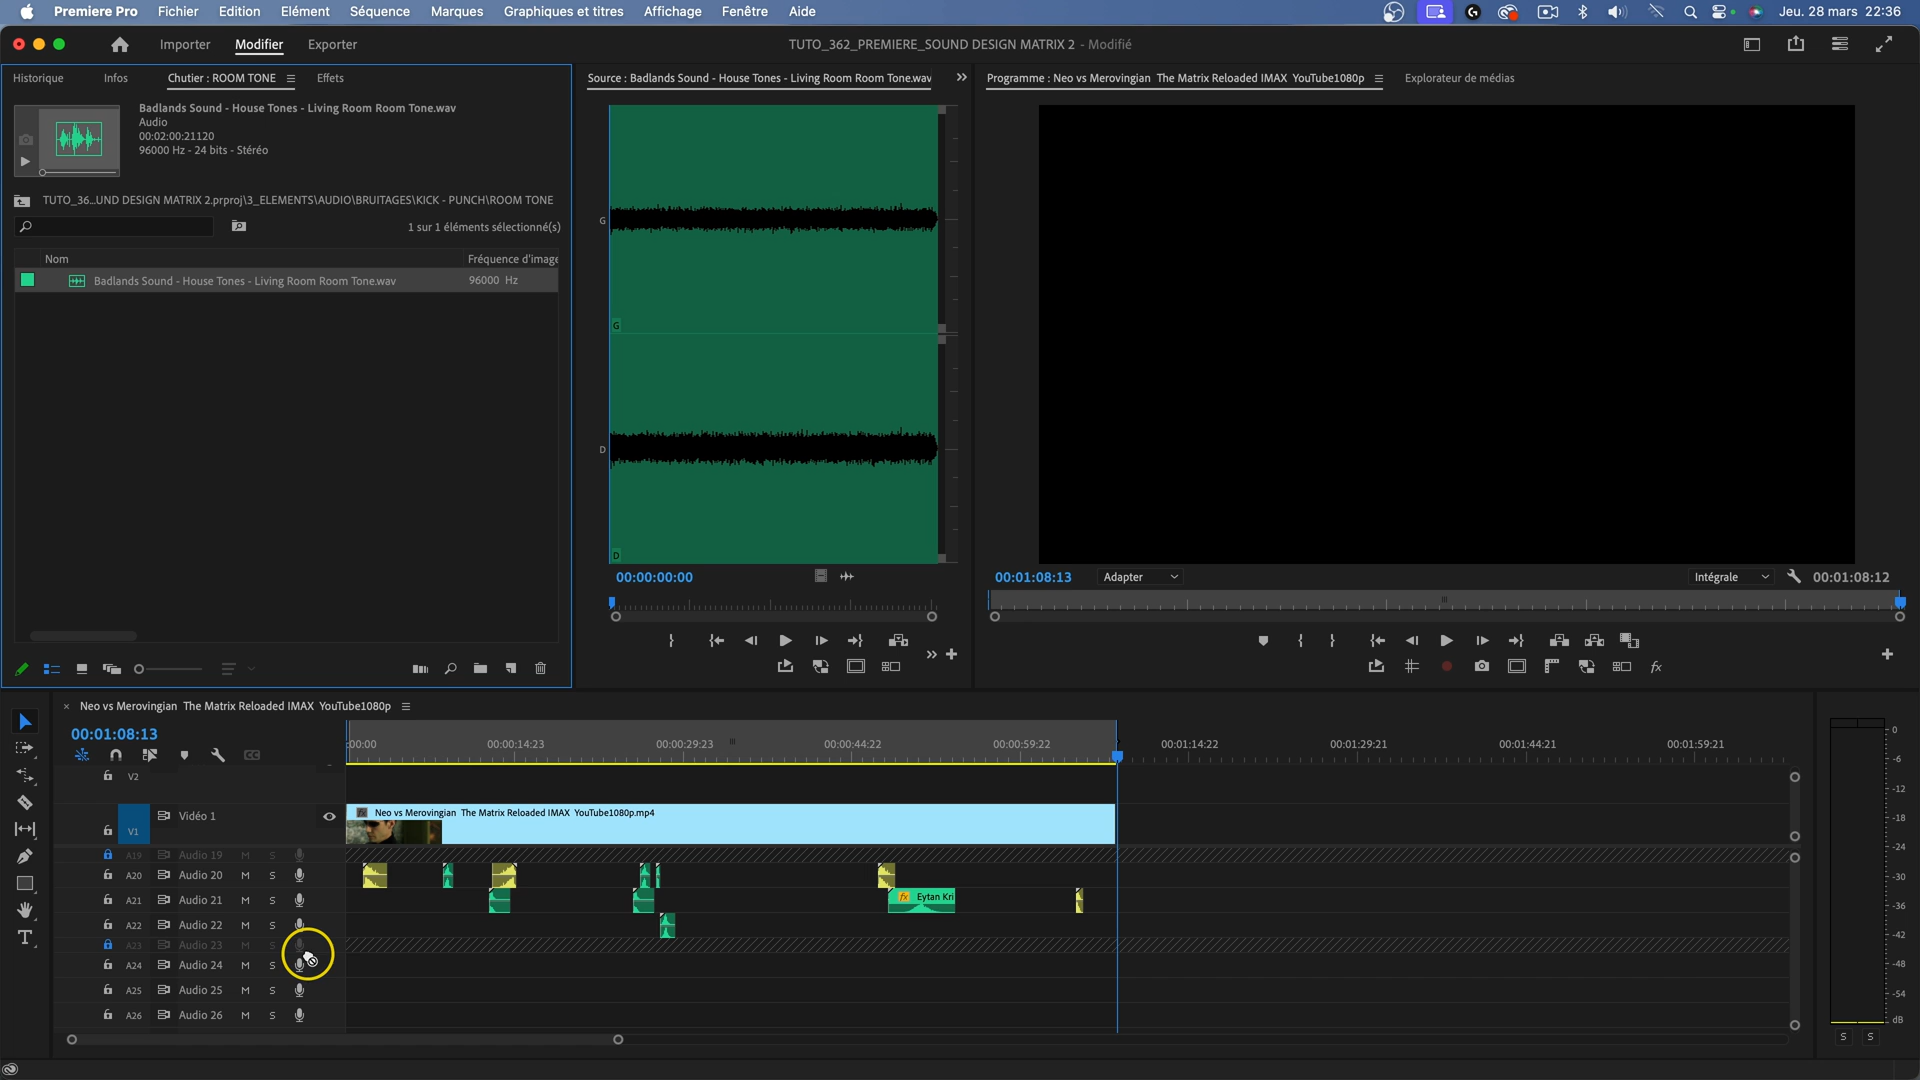 Premiere Pro Fichier Edition Elément Séquence Marques Graphiques et titres Affichage Fenêtre Aide
Jeu. 28 mars 22:36
Importer Modifier Exporter
TUTO_362_PREMIERE_SOUND DESIGN MATRIX 2 - Modifié
Historique Infos Chutier : ROOM TONE Effets
Source : Badlands Sound - House Tones - Living Room Room Tone.wav
Programme : Neo vs Merovingian The Matrix Reloaded IMAX YouTube1080p
Explorateur de médias
Badlands Sound - House Tones - Living Room Room Tone.wav
Audio
00:02:00:21120
96000 Hz - 24 bits - Stéréo
TUTO_36...UND DESIGN MATRIX 2.prproj\3_ELEMENTS\AUDIO\BRUITAGES\KICK - PUNCH\ROOM TONE
1 sur 1 éléments sélectionné(s)
Nom Fréquence d'image
Badlands Sound - House Tones - Living Room Room Tone.wav 96000 Hz
G
G
D
D
00:00:00:00
00:01:08:13 Adapter Intégrale 00:01:08:12
Neo vs Merovingian The Matrix Reloaded IMAX YouTube1080p
00:01:08:13
:00:00 00:00:14:23 00:00:29:23 00:00:44:22 00:00:59:22 00:01:14:22 00:01:29:21 00:01:44:21 00:01:59:21
CC
V2
V1 Vidéo 1
fx Neo vs Merovingian The Matrix Reloaded IMAX YouTube1080p.mp4
A19 Audio 19 M S
A20 Audio 20 M S
A21 Audio 21 M S
fx Eytan Kri
A22 Audio 22 M S
A23 Audio 23 M S
A24 Audio 24 M S
A25 Audio 25 M S
A26 Audio 26 M S
0
-6
-12
-18
-24
-30
-36
-42
-48
-54
dB
S S